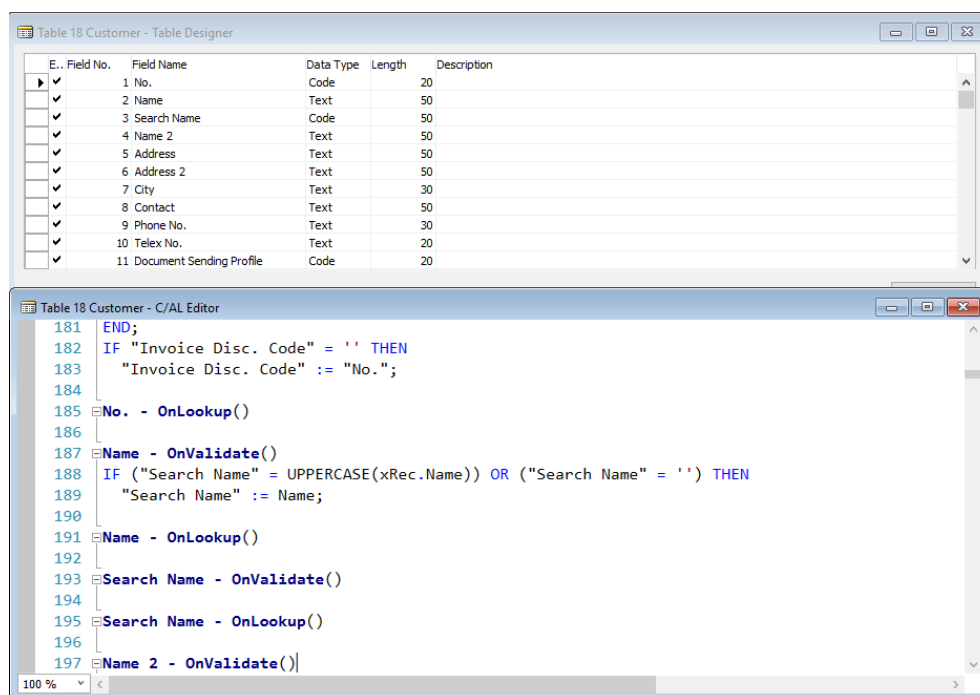 Table 18 Customer - Table Designer
E.. Field No. Field Name Data Type Length Description
1 No. Code 20
2 Name Text 50
3 Search Name Code 50
4 Name 2 Text 50
5 Address Text 50
6 Address 2 Text 50
7 City Text 30
8 Contact Text 50
9 Phone No. Text 30
10 Telex No. Text 20
11 Document Sending Profile Code 20
Table 18 Customer - C/AL Editor
181 END;
182 IF "Invoice Disc. Code" = '' THEN
183 "Invoice Disc. Code" := "No.";
184
185 No. - OnLookup()
186
187 Name - OnValidate()
188 IF ("Search Name" = UPPERCASE(xRec.Name)) OR ("Search Name" = '') THEN
189 "Search Name" := Name;
190
191 Name - OnLookup()
192
193 Search Name - OnValidate()
194
195 Search Name - OnLookup()
196
197 Name 2 - OnValidate()
100 %